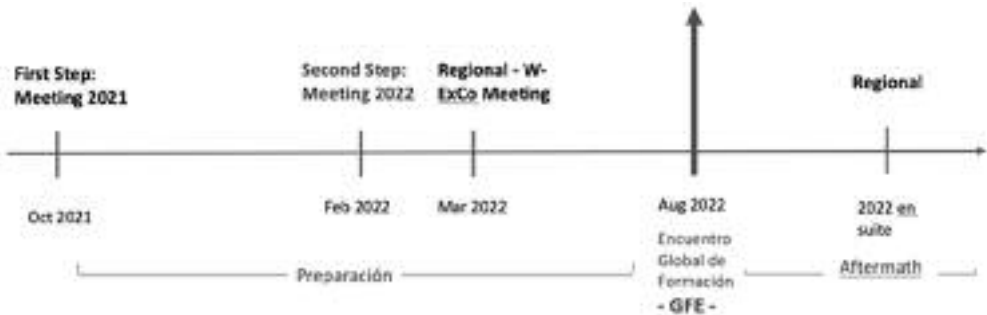 First Step:
Meeting 2021
Second Step:
Meeting 2022
Regional - W-
ExCo Meeting
Regional
Oct 2021
Feb 2022
Mar 2022
Aug 2022
2022 en
suite
Encuentro
Global de
Formación
- GFE -
Preparación
Aftermath